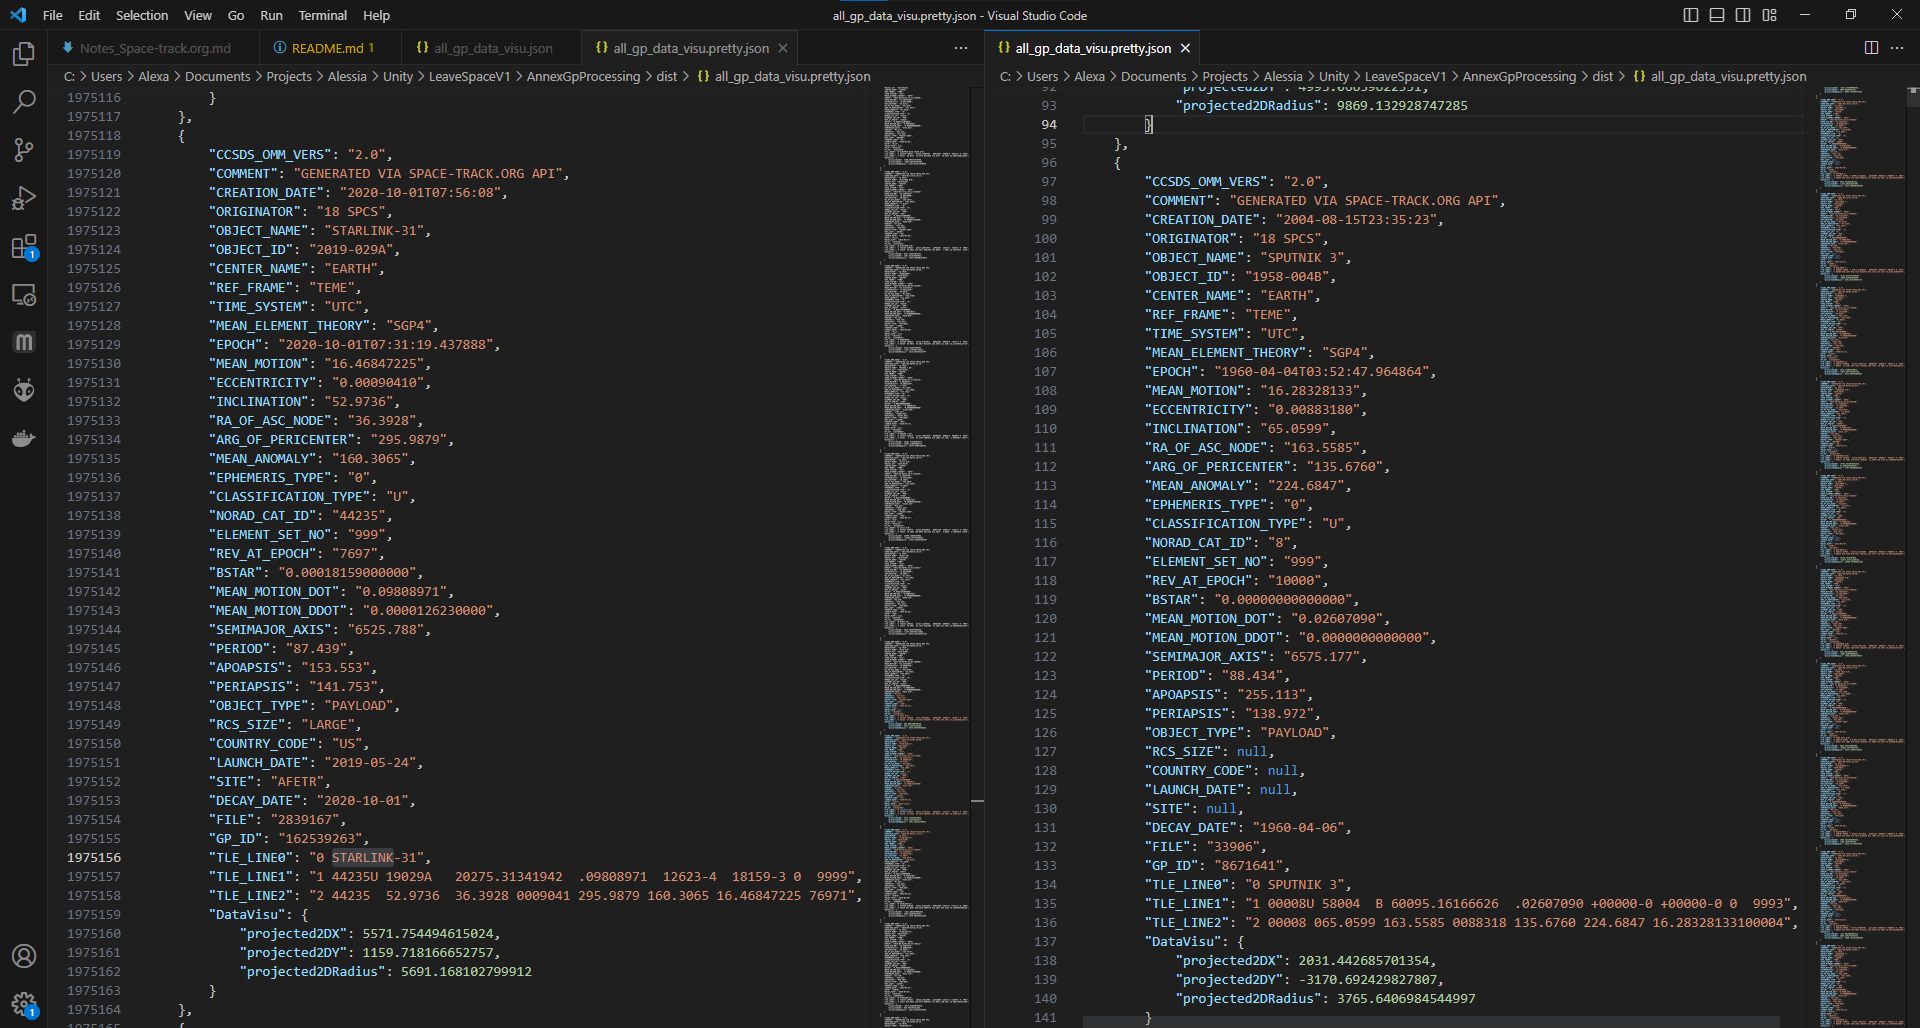 File Edit Selection View Go Run Terminal Help
all_gp_data_visu.pretty.json - Visual Studio Code
Notes_Space-track.org.md
README.md 1
all_gp_data_visu.json
all_gp_data_visu.pretty.json
C: > Users > Alexa > Documents > Projects > Alessia > Unity > LeaveSpaceV1 > AnnexGpProcessing > dist > {} all_gp_data_visu.pretty.json
1975116 }
1975117 },
1975118 {
1975119 "CCSDS_OMM_VERS": "2.0",
1975120 "COMMENT": "GENERATED VIA SPACE-TRACK.ORG API",
1975121 "CREATION_DATE": "2020-10-01T07:56:08",
1975122 "ORIGINATOR": "18 SPCS",
1975123 "OBJECT_NAME": "STARLINK-31",
1975124 "OBJECT_ID": "2019-029A",
1975125 "CENTER_NAME": "EARTH",
1975126 "REF_FRAME": "TEME",
1975127 "TIME_SYSTEM": "UTC",
1975128 "MEAN_ELEMENT_THEORY": "SGP4",
1975129 "EPOCH": "2020-10-01T07:31:19.437888",
1975130 "MEAN_MOTION": "16.46847225",
1975131 "ECCENTRICITY": "0.00090410",
1975132 "INCLINATION": "52.9736",
1975133 "RA_OF_ASC_NODE": "36.3928",
1975134 "ARG_OF_PERICENTER": "295.9879",
1975135 "MEAN_ANOMALY": "160.3065",
1975136 "EPHEMERIS_TYPE": "0",
1975137 "CLASSIFICATION_TYPE": "U",
1975138 "NORAD_CAT_ID": "44235",
1975139 "ELEMENT_SET_NO": "999",
1975140 "REV_AT_EPOCH": "7697",
1975141 "BSTAR": "0.00018159000000",
1975142 "MEAN_MOTION_DOT": "0.09808971",
1975143 "MEAN_MOTION_DDOT": "0.0000126230000",
1975144 "SEMIMAJOR_AXIS": "6525.788",
1975145 "PERIOD": "87.439",
1975146 "APOAPSIS": "153.553",
1975147 "PERIAPSIS": "141.753",
1975148 "OBJECT_TYPE": "PAYLOAD",
1975149 "RCS_SIZE": "LARGE",
1975150 "COUNTRY_CODE": "US",
1975151 "LAUNCH_DATE": "2019-05-24",
1975152 "SITE": "AFETR",
1975153 "DECAY_DATE": "2020-10-01",
1975154 "FILE": "2839167",
1975155 "GP_ID": "162539263",
1975156 "TLE_LINE0": "0 STARLINK-31",
1975157 "TLE_LINE1": "1 44235U 19029A   20275.31341942  .09808971  12623-4  18159-3 0  9999",
1975158 "TLE_LINE2": "2 44235  52.9736  36.3928 0009041 295.9879 160.3065 16.46847225 76971",
1975159 "DataVisu": {
1975160 "projected2DX": 5571.754494615024,
1975161 "projected2DY": 1159.7181666527​57,
1975162 "projected2DRadius": 5691.168102799912
1975163 }
1975164 },
1975165 {
all_gp_data_visu.pretty.json
C: > Users > Alexa > Documents > Projects > Alessia > Unity > LeaveSpaceV1 > AnnexGpProcessing > dist > {} all_gp_data_visu.pretty.json
92 "projected2DY": 4995.00659622551,
93 "projected2DRadius": 9869.132928747285
94 }
95 },
96 {
97 "CCSDS_OMM_VERS": "2.0",
98 "COMMENT": "GENERATED VIA SPACE-TRACK.ORG API",
99 "CREATION_DATE": "2004-08-15T23:35:23",
100 "ORIGINATOR": "18 SPCS",
101 "OBJECT_NAME": "SPUTNIK 3",
102 "OBJECT_ID": "1958-004B",
103 "CENTER_NAME": "EARTH",
104 "REF_FRAME": "TEME",
105 "TIME_SYSTEM": "UTC",
106 "MEAN_ELEMENT_THEORY": "SGP4",
107 "EPOCH": "1960-04-04T03:52:47.964864",
108 "MEAN_MOTION": "16.28328133",
109 "ECCENTRICITY": "0.00883180",
110 "INCLINATION": "65.0599",
111 "RA_OF_ASC_NODE": "163.5585",
112 "ARG_OF_PERICENTER": "135.6760",
113 "MEAN_ANOMALY": "224.6847",
114 "EPHEMERIS_TYPE": "0",
115 "CLASSIFICATION_TYPE": "U",
116 "NORAD_CAT_ID": "8",
117 "ELEMENT_SET_NO": "999",
118 "REV_AT_EPOCH": "10000",
119 "BSTAR": "0.00000000000000",
120 "MEAN_MOTION_DOT": "0.02607090",
121 "MEAN_MOTION_DDOT": "0.0000000000000",
122 "SEMIMAJOR_AXIS": "6575.177",
123 "PERIOD": "88.434",
124 "APOAPSIS": "255.113",
125 "PERIAPSIS": "138.972",
126 "OBJECT_TYPE": "PAYLOAD",
127 "RCS_SIZE": null,
128 "COUNTRY_CODE": null,
129 "LAUNCH_DATE": null,
130 "SITE": null,
131 "DECAY_DATE": "1960-04-06",
132 "FILE": "33906",
133 "GP_ID": "8671641",
134 "TLE_LINE0": "0 SPUTNIK 3",
135 "TLE_LINE1": "1 00008U 58004  B 60095.16166626  .02607090 +00000-0 +00000-0 0  9993",
136 "TLE_LINE2": "2 00008 065.0599 163.5585 0088318 135.6760 224.6847 16.28328133100004",
137 "DataVisu": {
138 "projected2DX": 2031.442685701354,
139 "projected2DY": -3170.692429827807,
140 "projected2DRadius": 3765.6406984544997
141 }